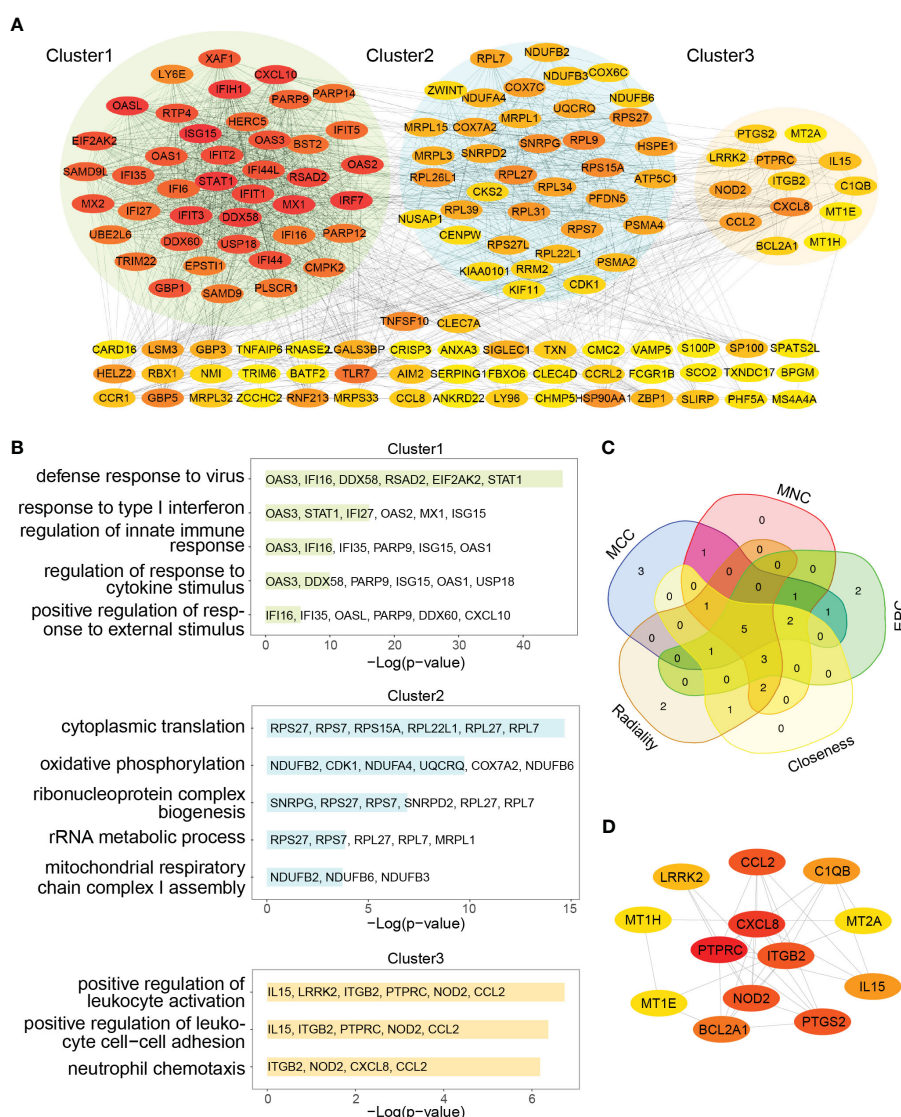 A
Cluster1
Cluster2
Cluster3
XAF1
LY6E
CXCL10
IFIH1
PARP9
PARP14
OASL
RTP4
HERC5
ISG15
OAS3
BST2
IFIT5
EIF2AK2
OAS1
IFIT2
IFI44L
RSAD2
OAS2
SAMD9L
IFI35
IFI6
STAT1
IFIT1
MX1
IRF7
MX2
IFI27
IFIT3
DDX58
UBE2L6
DDX60
USP18
IFI16
PARP12
TRIM22
EPSTI1
IFI44
CMPK2
GBP1
SAMD9
PLSCR1
RPL7
NDUFB2
ZWINT
COX7C
NDUFB3
COX6C
NDUFA4
UQCRQ
NDUFB6
MRPL15
COX7A2
MRPL1
RPS27
MRPL3
SNRPD2
SNRPG
RPL9
HSPE1
RPL26L1
RPL27
RPS15A
ATP5C1
CKS2
RPL34
PFDN5
NUSAP1
RPL39
RPL31
RPS7
PSMA4
CENPW
RPS27L
RPL22L1
PSMA2
KIAA0101
RRM2
CDK1
KIF11
PTGS2
MT2A
LRRK2
PTPRC
IL15
NOD2
ITGB2
C1QB
CXCL8
MT1E
CCL2
BCL2A1
MT1H
TNFSF10
CLEC7A
CARD16 LSM3 GBP3 TNFAIP6 RNASE2 LGALS3BP CRISP3 ANXA3 SIGLEC1 TXN CMC2 VAMP5 S100P SP100 SPATS2L
HELZ2 RBX1 NMI TRIM6 BATF2 TLR7 AIM2 SERPING1 FBXO6 CLEC4D CCRL2 FCGR1B SCO2 TXNDC17 BPGM
CCR1 GBP5 MRPL32 ZCCHC2 RNF213 MRPS33 CCL8 ANKRD22 LY96 CHMP5 HSP90AA1 ZBP1 SLIRP PHF5A MS4A4A
B
Cluster1
defense response to virus
OAS3, IFI16, DDX58, RSAD2, EIF2AK2, STAT1
response to type I interferon
OAS3, STAT1, IFI27, OAS2, MX1, ISG15
regulation of innate immune
response
OAS3, IFI16, IFI35, PARP9, ISG15, OAS1
regulation of response to
cytokine stimulus
OAS3, DDX58, PARP9, ISG15, OAS1, USP18
positive regulation of resp-
onse to external stimulus
IFI16, IFI35, OASL, PARP9, DDX60, CXCL10
0 10 20 30 40
−Log(p−value)
Cluster2
cytoplasmic translation
RPS27, RPS7, RPS15A, RPL22L1, RPL27, RPL7
oxidative phosphorylation
NDUFB2, CDK1, NDUFA4, UQCRQ, COX7A2, NDUFB6
ribonucleoprotein complex
biogenesis
SNRPG, RPS27, RPS7, SNRPD2, RPL27, RPL7
rRNA metabolic process
RPS27, RPS7, RPL27, RPL7, MRPL1
mitochondrial respiratory
chain complex I assembly
NDUFB2, NDUFB6, NDUFB3
0 5 10 15
−Log(p−value)
Cluster3
positive regulation of
leukocyte activation
IL15, LRRK2, ITGB2, PTPRC, NOD2, CCL2
positive regulation of leuko-
cyte cell−cell adhesion
IL15, ITGB2, PTPRC, NOD2, CCL2
neutrophil chemotaxis
ITGB2, NOD2, CXCL8, CCL2
0 2 4 6
−Log(p−value)
C
MNC
MCC
Radiality
Closeness
0
3
1
0
0
0
0
2
0
0
1
1
0
1
5
2
0
0
0
1
3
0
0
0
0
2
2
1
0
D
CCL2
LRRK2
C1QB
MT1H
CXCL8
MT2A
PTPRC
ITGB2
MT1E
NOD2
IL15
BCL2A1
PTGS2